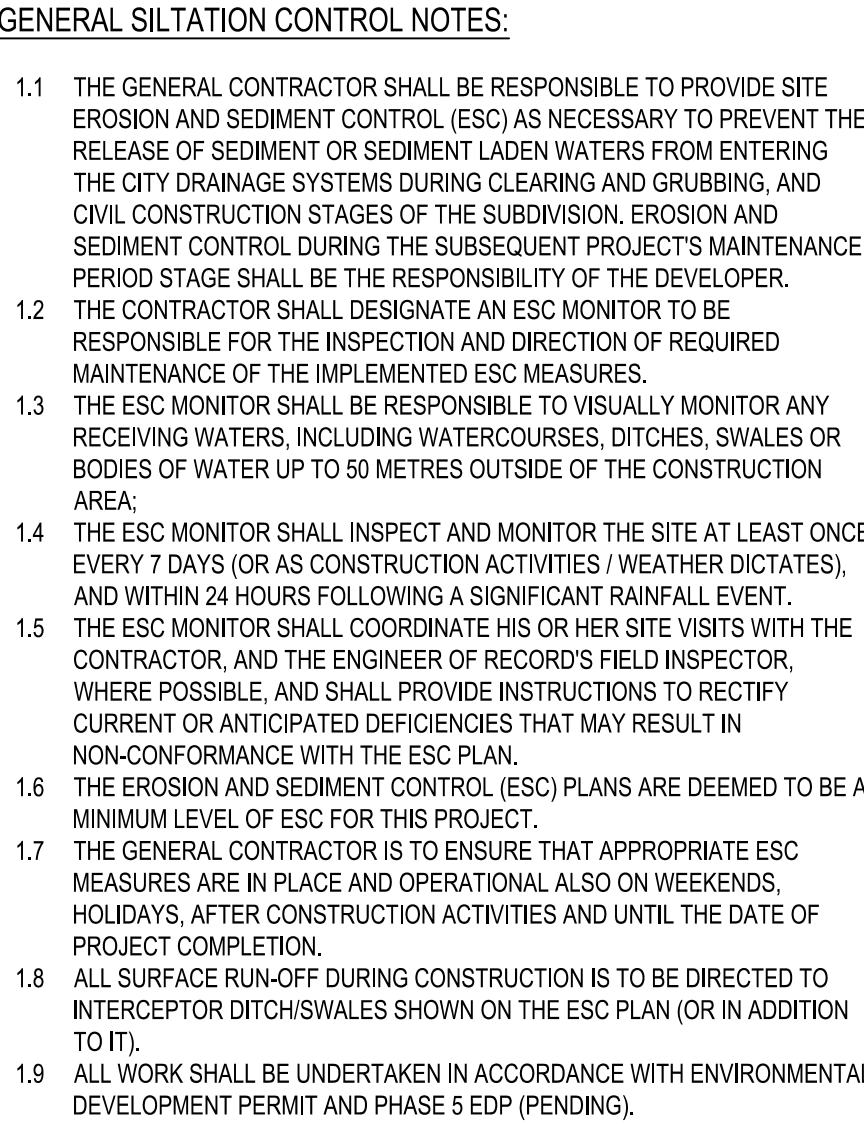 GENERAL SILTATION CONTROL NOTES:
1.1 THE GENERAL CONTRACTOR SHALL BE RESPONSIBLE TO PROVIDE SITE
EROSION AND SEDIMENT CONTROL (ESC) AS NECESSARY TO PREVENT THE
RELEASE OF SEDIMENT OR SEDIMENT LADEN WATERS FROM ENTERING
THE CITY DRAINAGE SYSTEMS DURING CLEARING AND GRUBBING, AND
CIVIL CONSTRUCTION STAGES OF THE SUBDIVISION. EROSION AND
SEDIMENT CONTROL DURING THE SUBSEQUENT PROJECT'S MAINTENANCE
PERIOD STAGE SHALL BE THE RESPONSIBILITY OF THE DEVELOPER.
1.2 THE CONTRACTOR SHALL DESIGNATE AN ESC MONITOR TO BE
RESPONSIBLE FOR THE INSPECTION AND DIRECTION OF REQUIRED
MAINTENANCE OF THE IMPLEMENTED ESC MEASURES.
1.3 THE ESC MONITOR SHALL BE RESPONSIBLE TO VISUALLY MONITOR ANY
RECEIVING WATERS, INCLUDING WATERCOURSES, DITCHES, SWALES OR
BODIES OF WATER UP TO 50 METRES OUTSIDE OF THE CONSTRUCTION
AREA;
1.4 THE ESC MONITOR SHALL INSPECT AND MONITOR THE SITE AT LEAST ONCE
EVERY 7 DAYS (OR AS CONSTRUCTION ACTIVITIES / WEATHER DICTATES),
AND WITHIN 24 HOURS FOLLOWING A SIGNIFICANT RAINFALL EVENT.
1.5 THE ESC MONITOR SHALL COORDINATE HIS OR HER SITE VISITS WITH THE
CONTRACTOR, AND THE ENGINEER OF RECORD'S FIELD INSPECTOR,
WHERE POSSIBLE, AND SHALL PROVIDE INSTRUCTIONS TO RECTIFY
CURRENT OR ANTICIPATED DEFICIENCIES THAT MAY RESULT IN
NON-CONFORMANCE WITH THE ESC PLAN.
1.6 THE EROSION AND SEDIMENT CONTROL (ESC) PLANS ARE DEEMED TO BE A
MINIMUM LEVEL OF ESC FOR THIS PROJECT.
1.7 THE GENERAL CONTRACTOR IS TO ENSURE THAT APPROPRIATE ESC
MEASURES ARE IN PLACE AND OPERATIONAL ALSO ON WEEKENDS,
HOLIDAYS, AFTER CONSTRUCTION ACTIVITIES AND UNTIL THE DATE OF
PROJECT COMPLETION.
1.8 ALL SURFACE RUN-OFF DURING CONSTRUCTION IS TO BE DIRECTED TO
INTERCEPTOR DITCH/SWALES SHOWN ON THE ESC PLAN (OR IN ADDITION
TO IT).
1.9 ALL WORK SHALL BE UNDERTAKEN IN ACCORDANCE WITH ENVIRONMENTAL
DEVELOPMENT PERMIT AND PHASE 5 EDP (PENDING).